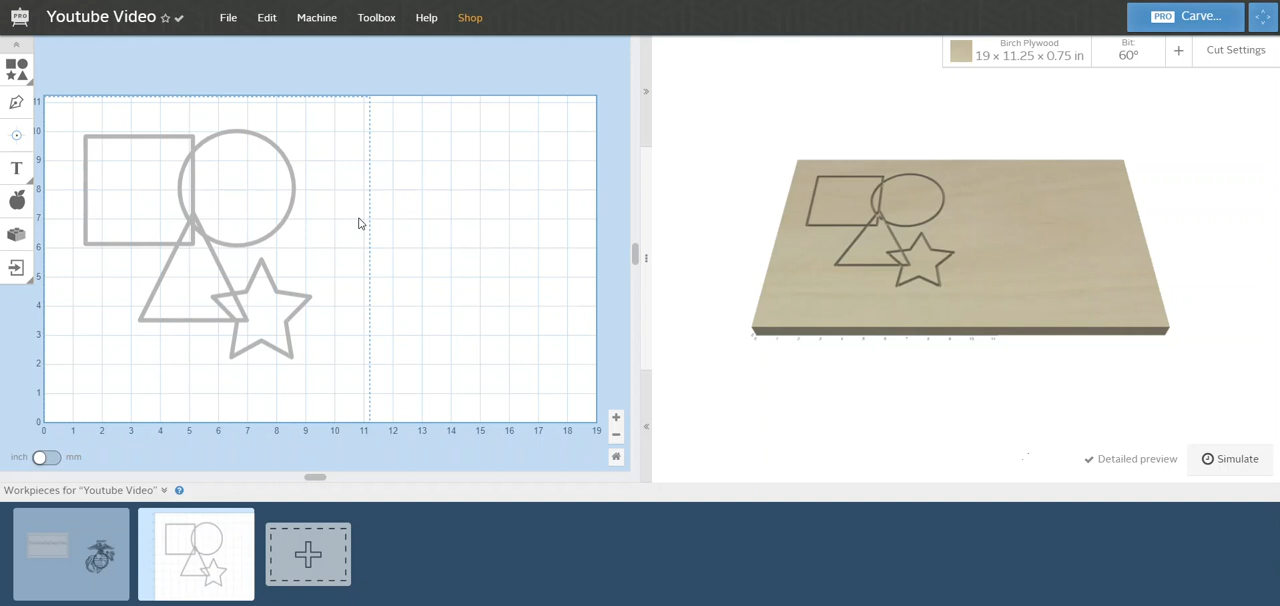 PRO
Youtube Video
File Edit Machine Toolbox Help Shop
PRO Carve...
Birch Plywood
19 × 11.25 × 0.75 in
Bit:
60°
+
Cut Settings
T
11
10
9
8
7
6
5
4
3
2
1
0
0 1 2 3 4 5 6 7 8 9 10 11 12 13 14 15 16 17 18 19
inch mm
Detailed preview
Simulate
Workpieces for “Youtube Video” ?